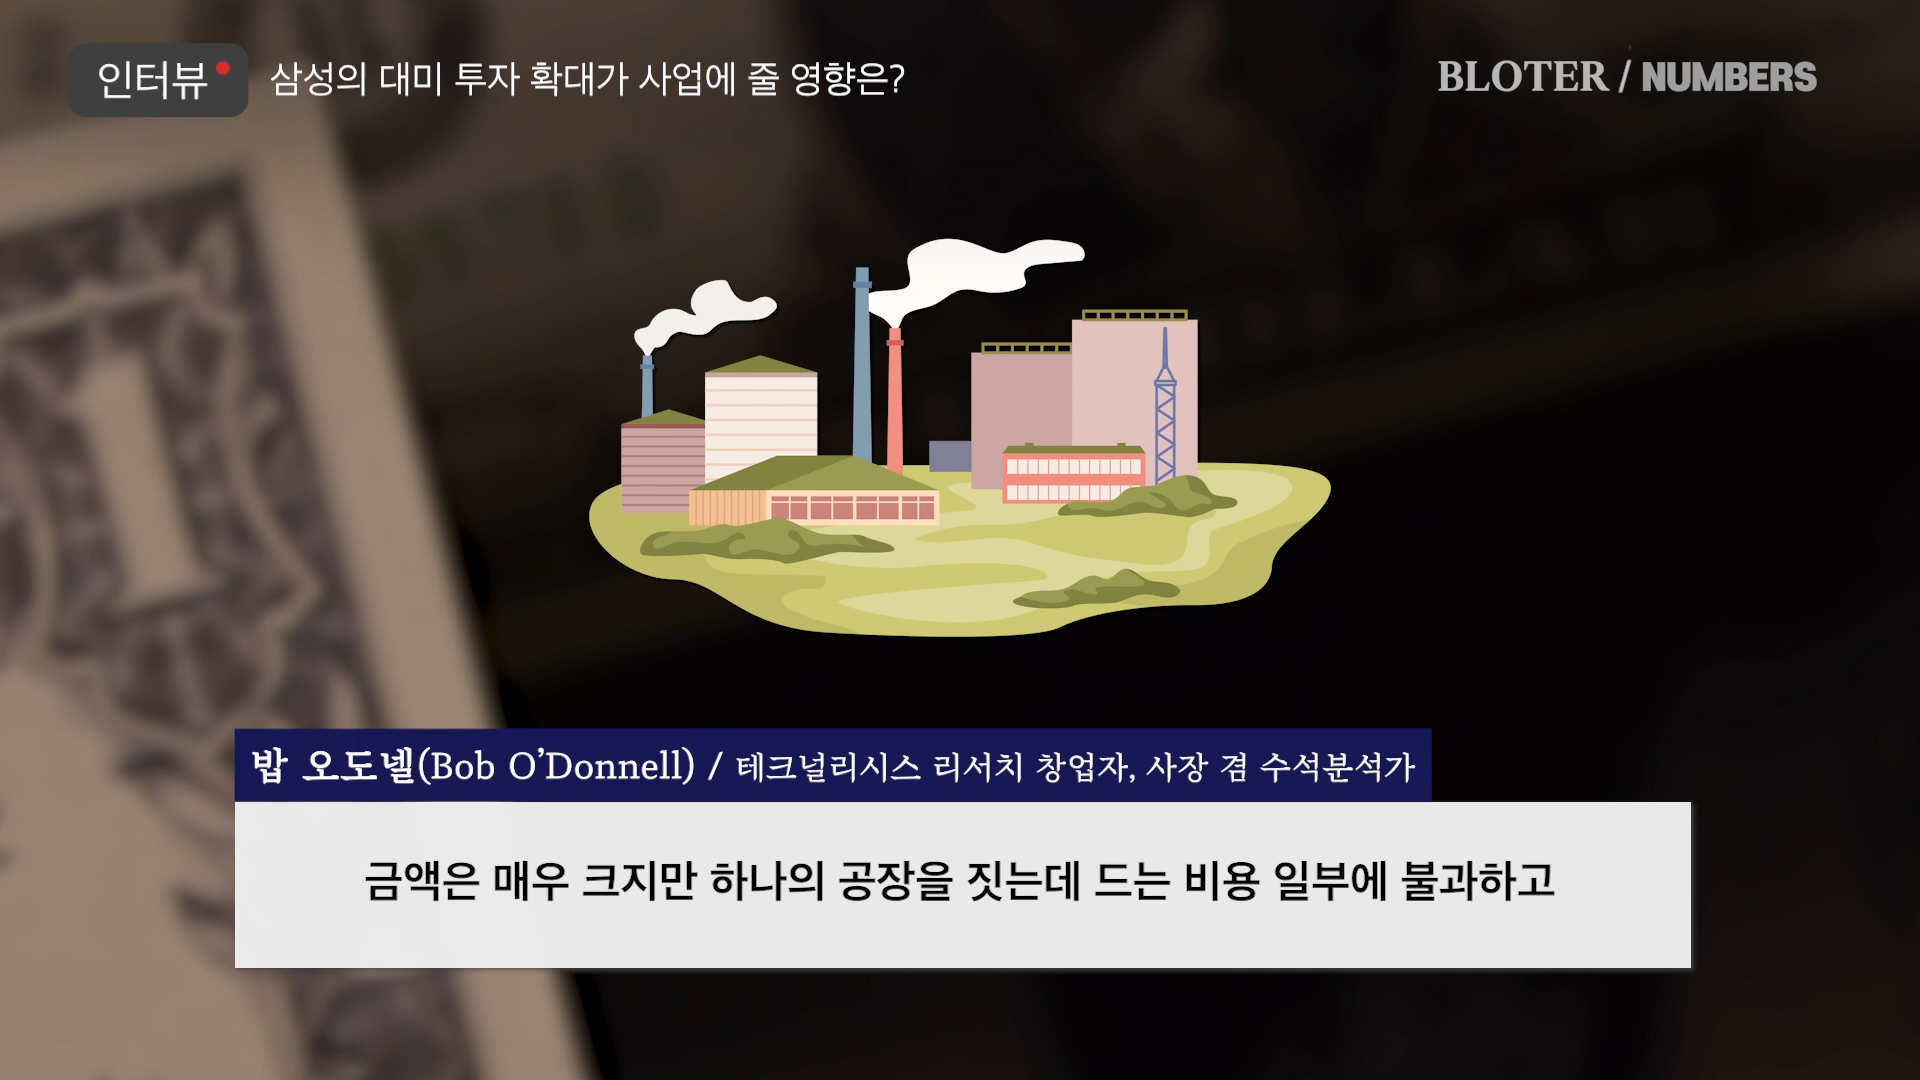 인터뷰 삼성의 대미 투자 확대가 사업에 줄 영향은?
BLOTER / NUMBERS
밥 오도넬(Bob O’Donnell) / 테크널리시스 리서치 창업자, 사장 겸 수석분석가
금액은 매우 크지만 하나의 공장을 짓는데 드는 비용 일부에 불과하고